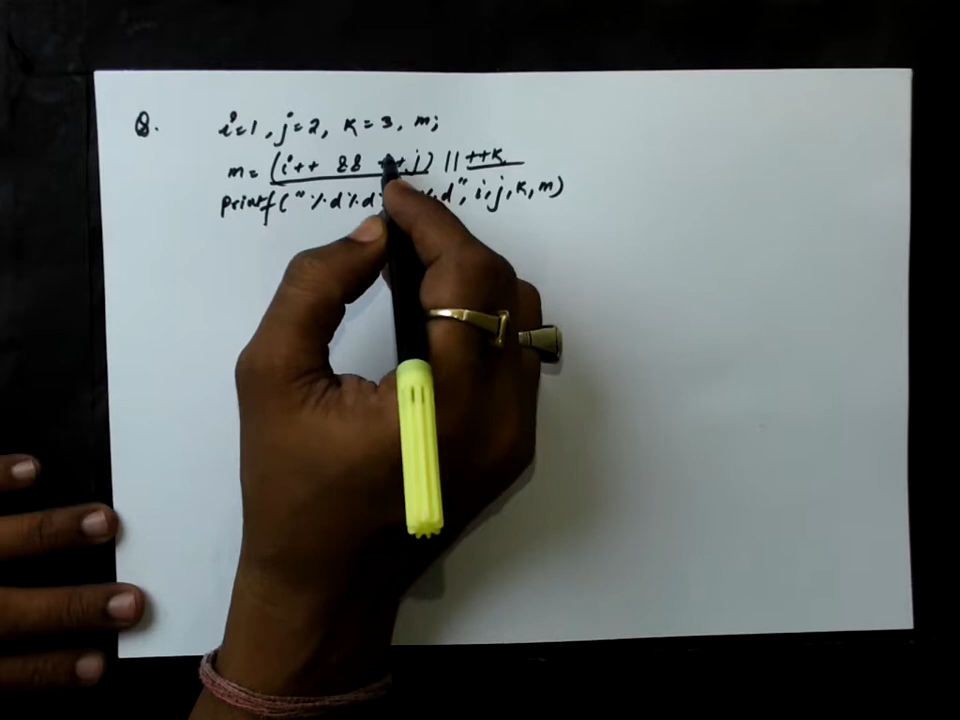 Q. i=1, j=2, k=3, m;
m= (i++ && ++j) || ++k
printf("%d%d %d", i,j,k,m)